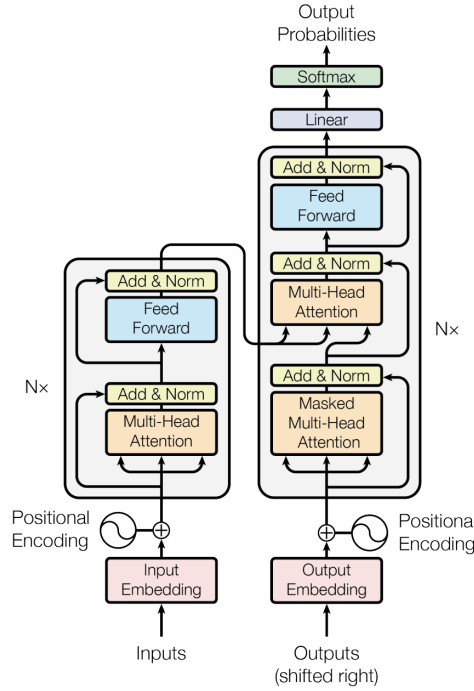 Output
Probabilities
Softmax
Linear
Add & Norm
Feed
Forward
Add & Norm
Multi-Head
Attention
Add & Norm
Masked
Multi-Head
Attention
Nx
Add & Norm
Feed
Forward
Add & Norm
Multi-Head
Attention
Nx
Positional
Encoding
Positiona
Encoding
Input
Embedding
Output
Embedding
Inputs
Outputs
(shifted right)